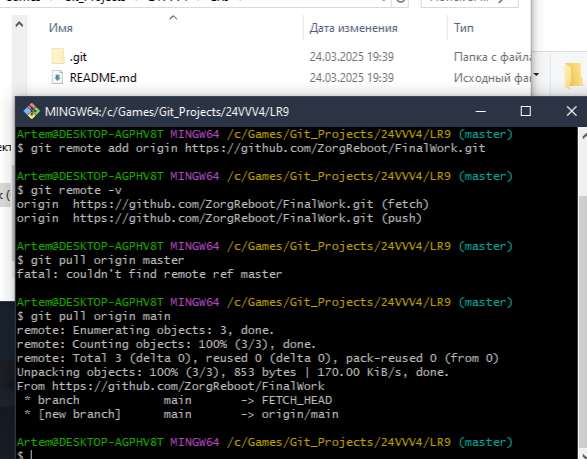 Имя
Дата изменения
Тип
.git
24.03.2025 19:39
Папка с файла
README.md
24.03.2025 19:39
Исходный фай
MINGW64:/c/Games/Git_Projects/24VVV4/LR9
Artem@DESKTOP-AGPHV8T MINGW64 /c/Games/Git_Projects/24VVV4/LR9 (master)
$ git remote add origin https://github.com/ZorgReboot/FinalWork.git
Artem@DESKTOP-AGPHV8T MINGW64 /c/Games/Git_Projects/24VVV4/LR9 (master)
$ git remote -v
origin  https://github.com/ZorgReboot/FinalWork.git (fetch)
origin  https://github.com/ZorgReboot/FinalWork.git (push)
Artem@DESKTOP-AGPHV8T MINGW64 /c/Games/Git_Projects/24VVV4/LR9 (master)
$ git pull origin master
fatal: couldn't find remote ref master
Artem@DESKTOP-AGPHV8T MINGW64 /c/Games/Git_Projects/24VVV4/LR9 (master)
$ git pull origin main
remote: Enumerating objects: 3, done.
remote: Counting objects: 100% (3/3), done.
remote: Total 3 (delta 0), reused 0 (delta 0), pack-reused 0 (from 0)
Unpacking objects: 100% (3/3), 853 bytes | 170.00 KiB/s, done.
From https://github.com/ZorgReboot/FinalWork
 * branch            main       -> FETCH_HEAD
 * [new branch]      main       -> origin/main
Artem@DESKTOP-AGPHV8T MINGW64 /c/Games/Git_Projects/24VVV4/LR9 (master)
$